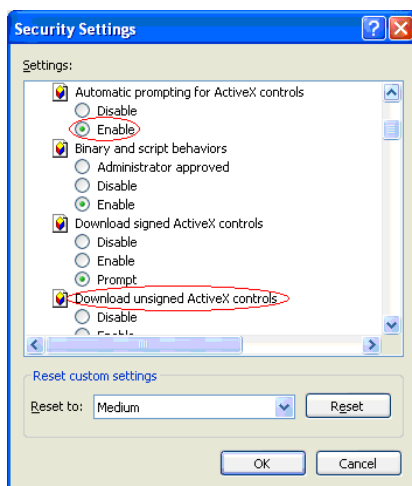 Security Settings
Settings:
Automatic prompting for ActiveX controls
Disable
Enable
Binary and script behaviors
Administrator approved
Disable
Enable
Download signed ActiveX controls
Disable
Enable
Prompt
Download unsigned ActiveX controls
Disable
Enable
Reset custom settings
Reset to: Medium Reset
OK Cancel